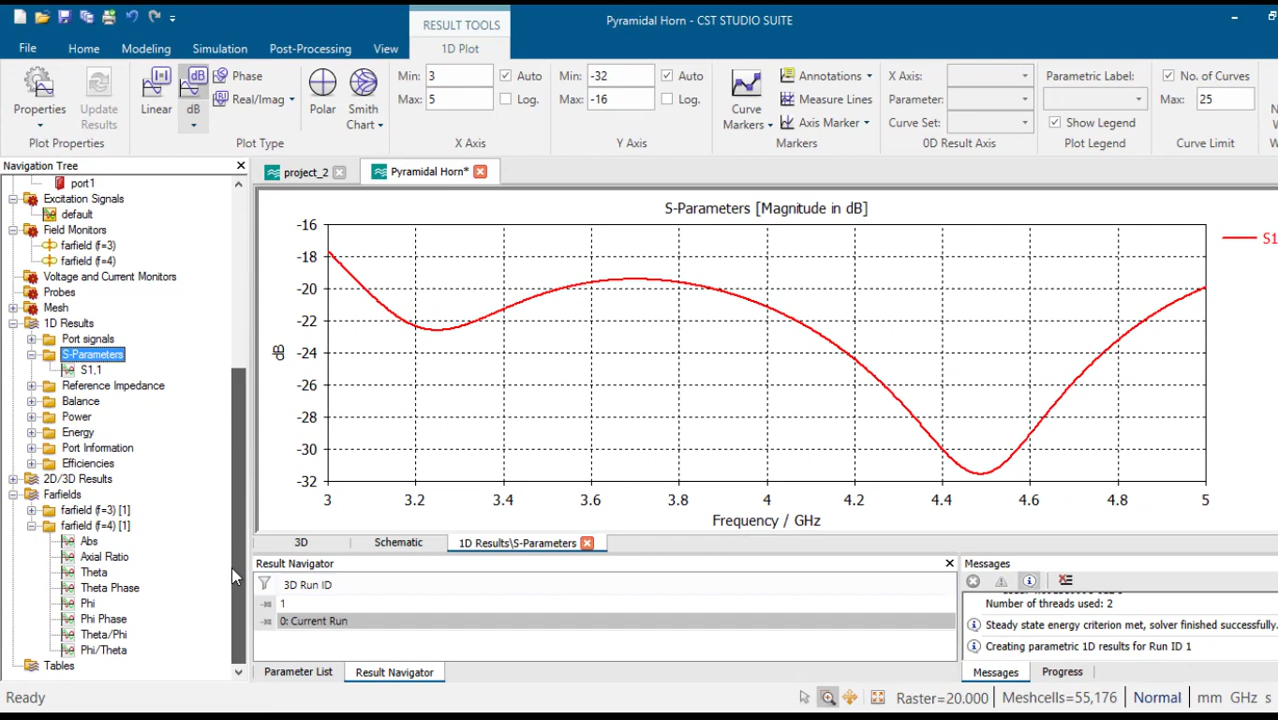 Pyramidal Horn - CST STUDIO SUITE
RESULT TOOLS
File Home Modeling Simulation Post-Processing View 1D Plot
Properties
Update Results
Plot Properties
Linear
dB
Phase
Real/Imag
Polar
Smith Chart
Plot Type
Min: 3 Auto
Max: 5 Log.
X Axis
Min: -32 Auto
Max: -16 Log.
Y Axis
Curve Markers
Annotations
Measure Lines
Axis Marker
Markers
X Axis:
Parameter:
Curve Set:
0D Result Axis
Parametric Label:
Show Legend
Plot Legend
No. of Curves
Max: 25
Curve Limit
Navigation Tree
port1
Excitation Signals
default
Field Monitors
farfield (f=3)
farfield (f=4)
Voltage and Current Monitors
Probes
Mesh
1D Results
Port signals
S-Parameters
S1,1
Reference Impedance
Balance
Power
Energy
Port Information
Efficiencies
2D/3D Results
Farfields
farfield (f=3) [1]
farfield (f=4) [1]
Abs
Axial Ratio
Theta
Theta Phase
Phi
Phi Phase
Theta/Phi
Phi/Theta
Tables
project_2 Pyramidal Horn*
S-Parameters [Magnitude in dB]
S1
dB
-16
-18
-20
-22
-24
-26
-28
-30
-32
3 3.2 3.4 3.6 3.8 4 4.2 4.4 4.6 4.8 5
Frequency / GHz
3D Schematic 1D Results\S-Parameters
Result Navigator
3D Run ID
1
0: Current Run
Parameter List Result Navigator
Messages
Number of threads used: 2
Steady state energy criterion met, solver finished successfully.
Creating parametric 1D results for Run ID 1
Messages Progress
Ready
Raster=20.000 Meshcells=55,176 Normal mm GHz s